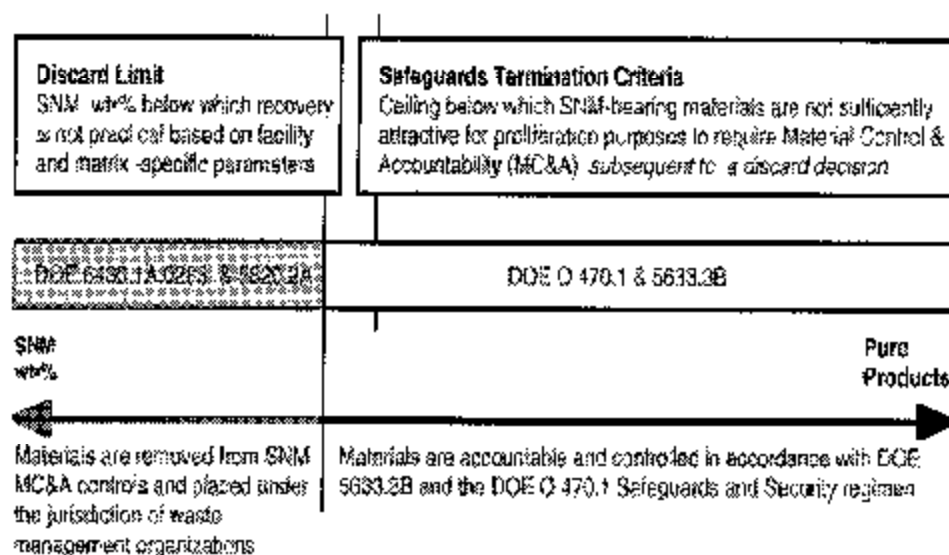 Discard Limit
SNM wt% below which recovery
is not practical based on facility
and matrix-specific parameters
Safeguards Termination Criteria
Ceiling below which SNM-bearing materials are not sufficiently
attractive for proliferation purposes to require Material Control &
Accountability (MC&A) subsequent to a discard decision
DOE &
DOE O 470.1 & 5633.3B
SNM
wt%
Pure
Products
Materials are removed from SNM
MC&A controls and placed under
the jurisdiction of waste
management organizations
Materials are accountable and controlled in accordance with DOE
5633.3B and the DOE O 470.1 Safeguards and Security regimen